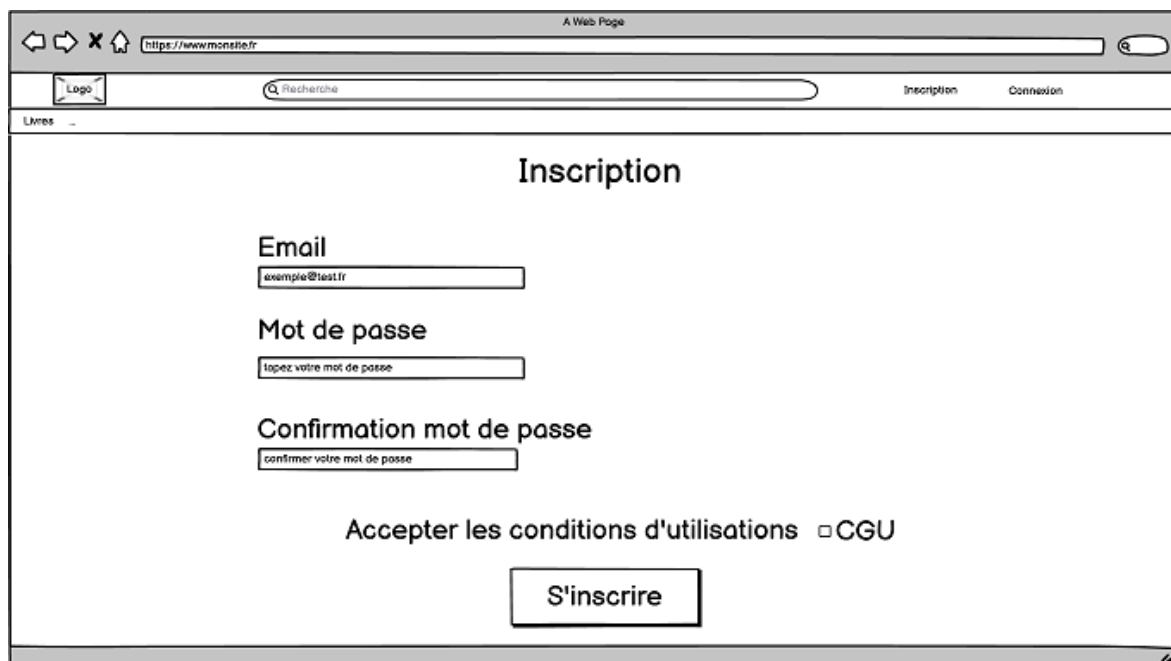 A Web Page
https://www.monsite.fr
Logo
Recherche
Inscription
Connexion
Livres ...
Inscription
Email
exemple@test.fr
Mot de passe
tapez votre mot de passe
Confirmation mot de passe
confirmer votre mot de passe
Accepter les conditions d'utilisations CGU
S'inscrire